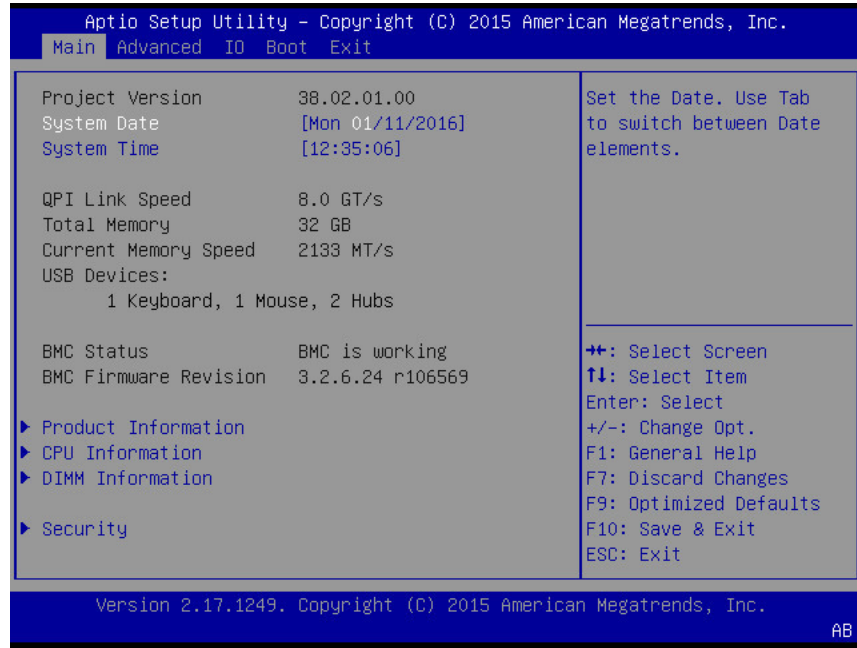 Aptio Setup Utility – Copyright (C) 2015 American Megatrends, Inc.
Main Advanced IO Boot Exit
Project Version 38.02.01.00
System Date [Mon 01/11/2016]
System Time [12:35:06]
QPI Link Speed 8.0 GT/s
Total Memory 32 GB
Current Memory Speed 2133 MT/s
USB Devices:
1 Keyboard, 1 Mouse, 2 Hubs
BMC Status BMC is working
BMC Firmware Revision 3.2.6.24 r106569
Product Information
CPU Information
DIMM Information
Security
Set the Date. Use Tab
to switch between Date
elements.
→←: Select Screen
↑↓: Select Item
Enter: Select
+/-: Change Opt.
F1: General Help
F7: Discard Changes
F9: Optimized Defaults
F10: Save & Exit
ESC: Exit
Version 2.17.1249. Copyright (C) 2015 American Megatrends, Inc.
AB